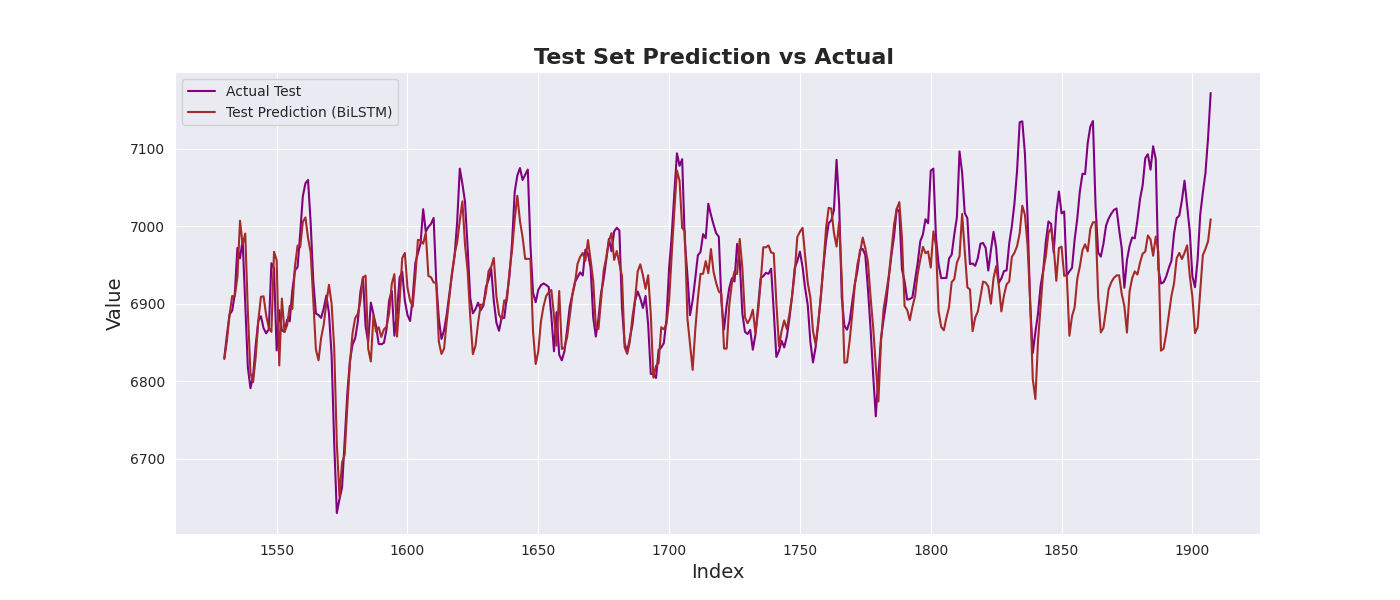 Test Set Prediction vs Actual
Actual Test
Test Prediction (BiLSTM)
Value
7100
7000
6900
6800
6700
1550 1600 1650 1700 1750 1800 1850 1900
Index